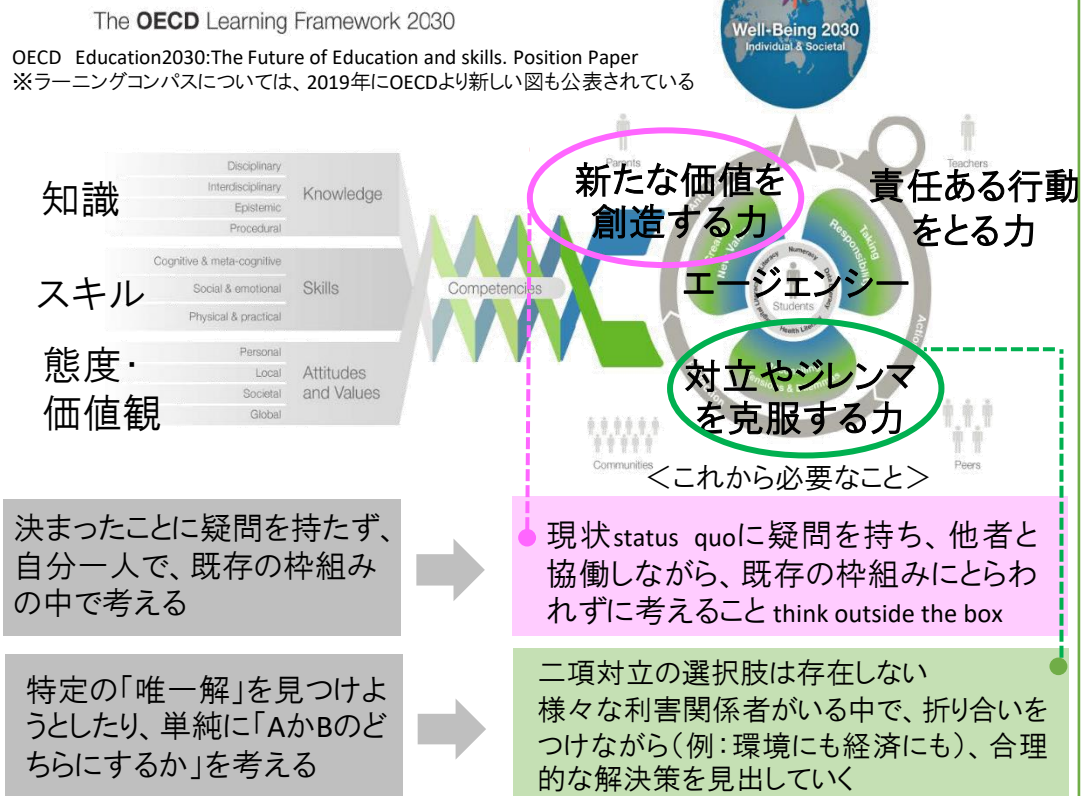 The OECD Learning Framework 2030
OECD Education2030:The Future of Education and skills. Position Paper
※ラーニングコンパスについては、2019年にOECDより新しい図も公表されている
Well-Being 2030
Individual & Societal
知識
Disciplinary
Interdisciplinary
Epistemic
Procedural
Knowledge
スキル
Cognitive & meta-cognitive
Social & emotional
Physical & practical
Skills
態度・
価値観
Personal
Local
Societal
Global
Attitudes
and Values
Competencies
Parents
Teachers
新たな価値を
創造する力
責任ある行動
をとる力
Taking
Responsibility
Numeracy
エージェンシー
Students
対立やジレンマ
を克服する力
Communities
Peers
<これから必要なこと>
決まったことに疑問を持たず、
自分一人で、既存の枠組み
の中で考える
現状status quoに疑問を持ち、他者と
協働しながら、既存の枠組みにとらわ
れずに考えること think outside the box
特定の「唯一解」を見つけよ
うとしたり、単純に「AかBのど
ちらにするか」を考える
二項対立の選択肢は存在しない
様々な利害関係者がいる中で、折り合いを
つけながら(例:環境にも経済にも)、合理
的な解決策を見出していく